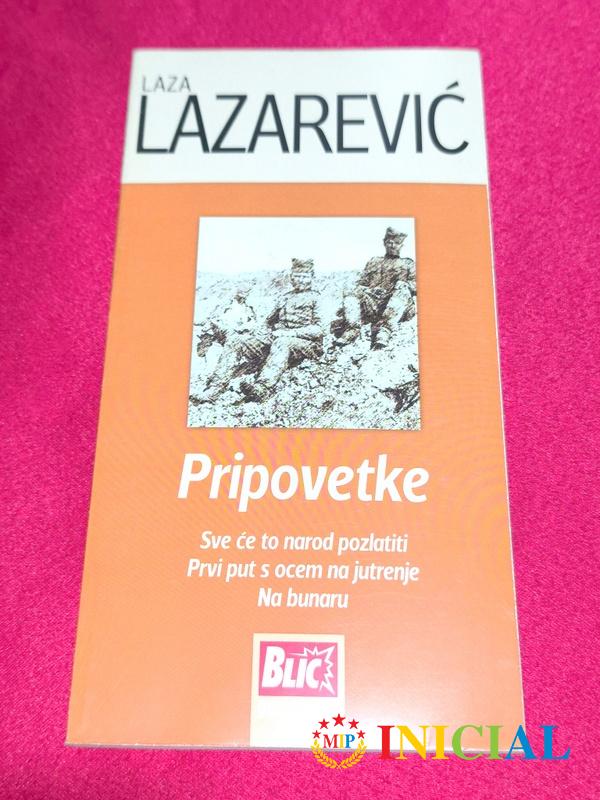 LAZA
LAZAREVIĆ
Pripovetke
Sve će to narod pozlatiti
Prvi put s ocem na jutrenje
Na bunaru
BLIC
MIP INICIAL